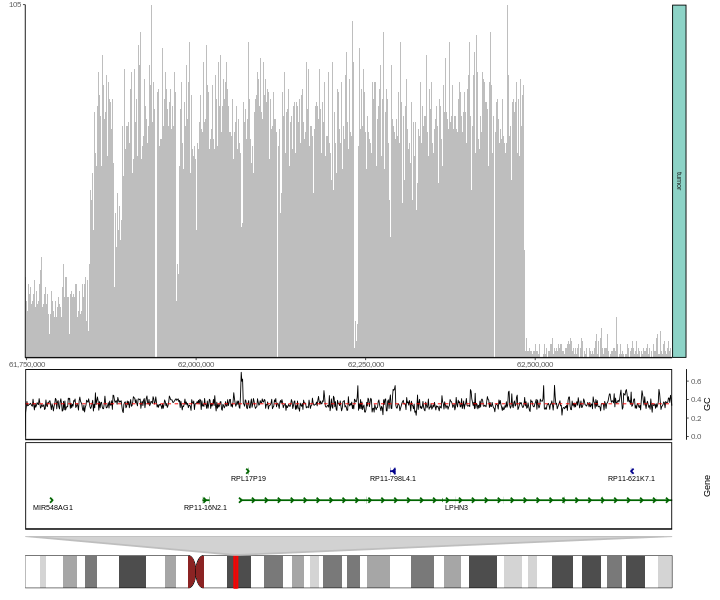 105
tumor
61,750,000 62,000,000 62,250,000 62,500,000
0.6
0.4
0.2
0.0
GC
RPL17P19 RP11-798L4.1 RP11-621K7.1
MIR548AG1 RP11-16N2.1 LPHN3
Gene